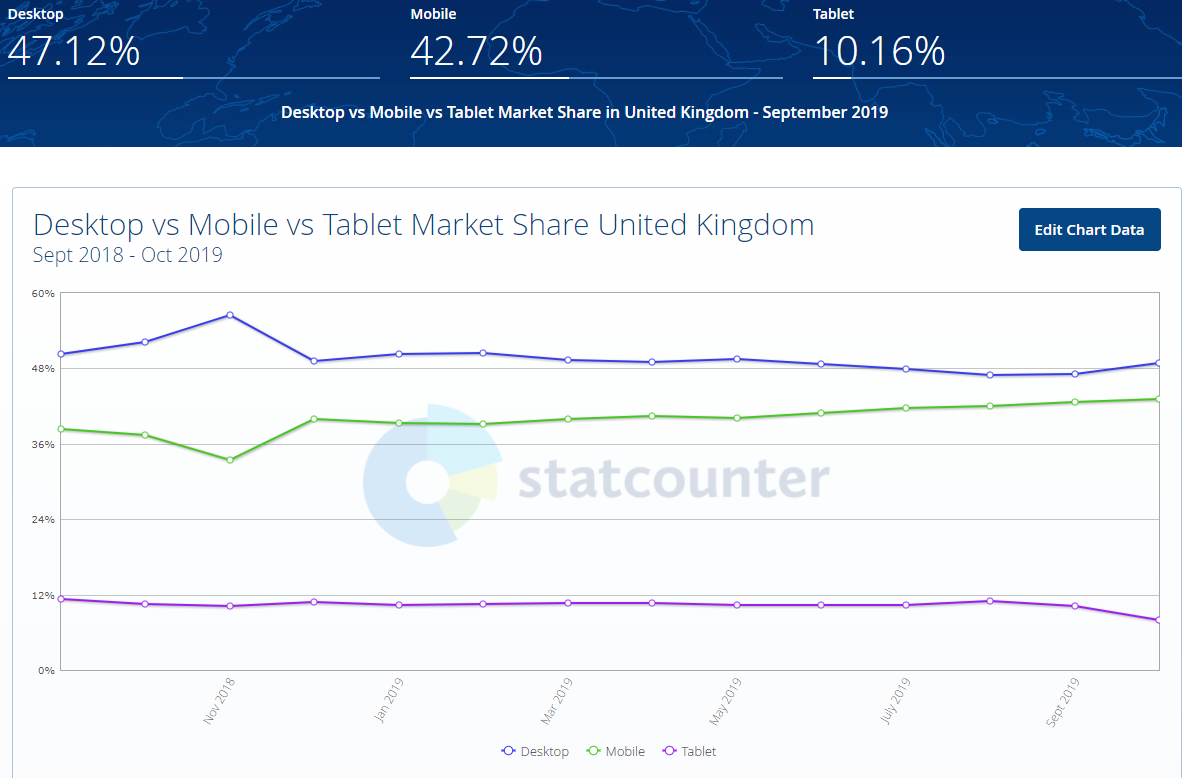 Desktop Mobile Tablet
47.12% 42.72% 10.16%
Desktop vs Mobile vs Tablet Market Share in United Kingdom - September 2019
Desktop vs Mobile vs Tablet Market Share United Kingdom
Sept 2018 - Oct 2019
Edit Chart Data
60%
48%
36%
statcounter
24%
12%
0%
Nov 2018 Jan 2019 Mar 2019 May 2019 July 2019 Sept 2019
Desktop Mobile Tablet